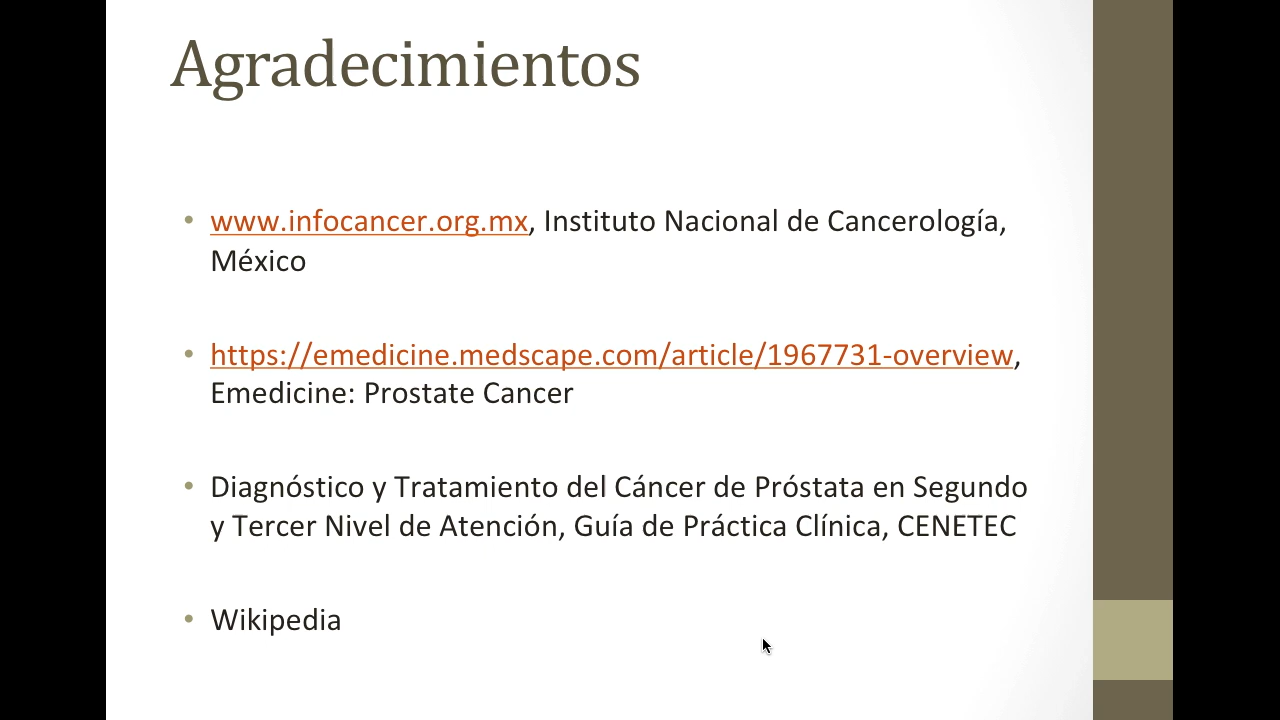 Agradecimientos
• www.infocancer.org.mx, Instituto Nacional de Cancerología,
México
• https://emedicine.medscape.com/article/1967731-overview,
Emedicine: Prostate Cancer
• Diagnóstico y Tratamiento del Cáncer de Próstata en Segundo
y Tercer Nivel de Atención, Guía de Práctica Clínica, CENETEC
• Wikipedia